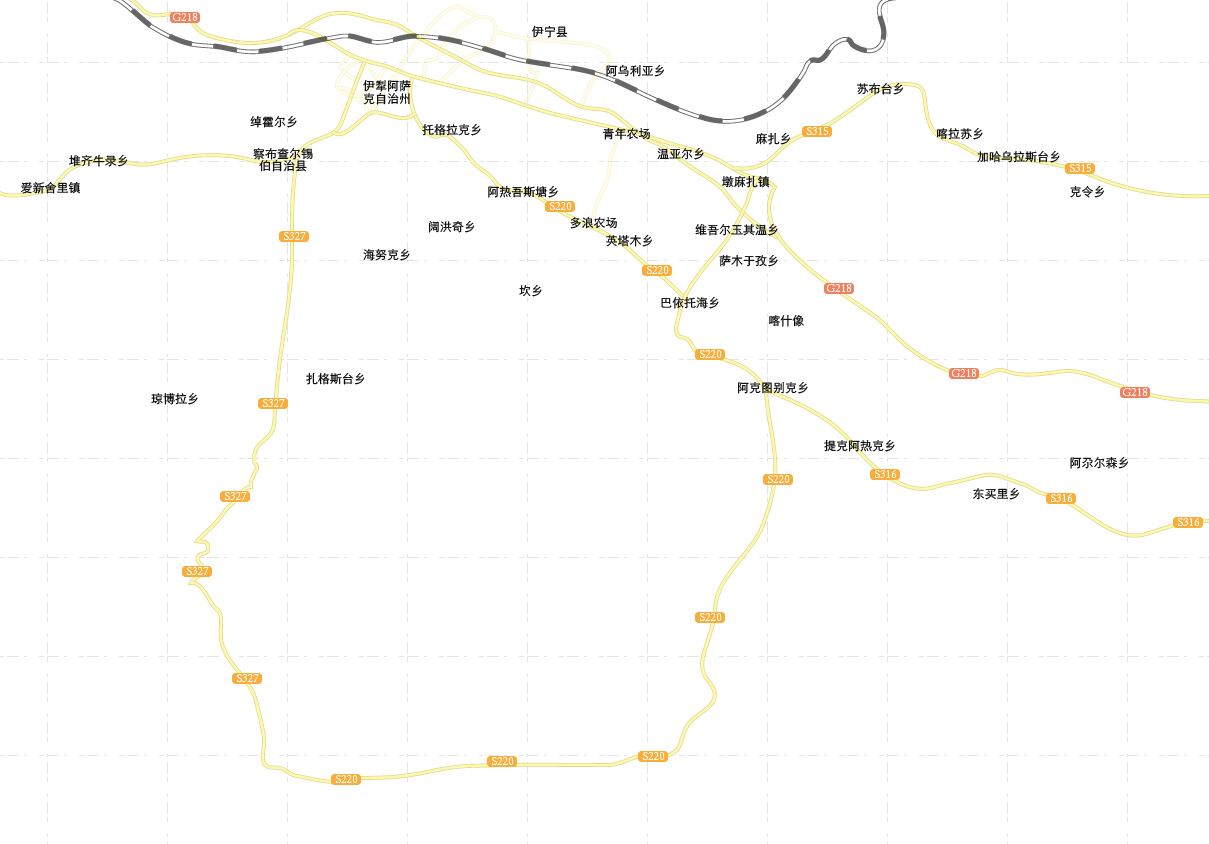 G218
伊宁县
阿乌利亚乡
伊犁阿萨
克自治州
苏布台乡
绰霍尔乡
托格拉克乡
青年农场
麻扎乡
S315
喀拉苏乡
堆齐牛录乡
察布查尔锡
伯自治县
温亚尔乡
加哈乌拉斯台乡
S315
爱新舍里镇
阿热吾斯塘乡
墩麻扎镇
克令乡
S220
S327
阔洪奇乡
多浪农场
英塔木乡
维吾尔玉其温乡
海努克乡
S220
萨木于孜乡
坎乡
G218
巴依托海乡
喀什像
S220
扎格斯台乡
G218
琼博拉乡
S327
阿克图别克乡
G218
提克阿热克乡
阿尕尔森乡
S220
S316
东买里乡
S316
S327
S316
S327
S220
S327
S220
S220
S220